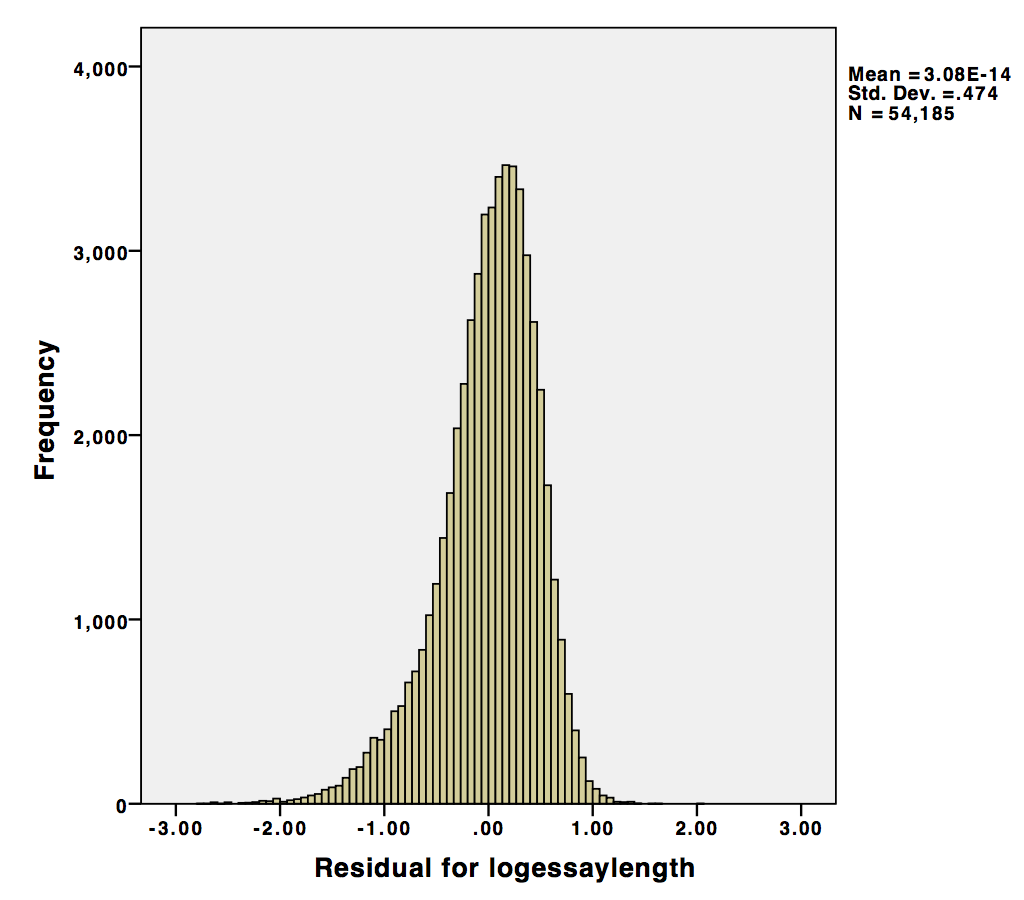 4,000
3,000
2,000
1,000
0
Frequency
-3.00 -2.00 -1.00 .00 1.00 2.00 3.00
Residual for logessaylength
Mean =3.08E-14
Std. Dev. =.474
N =54,185